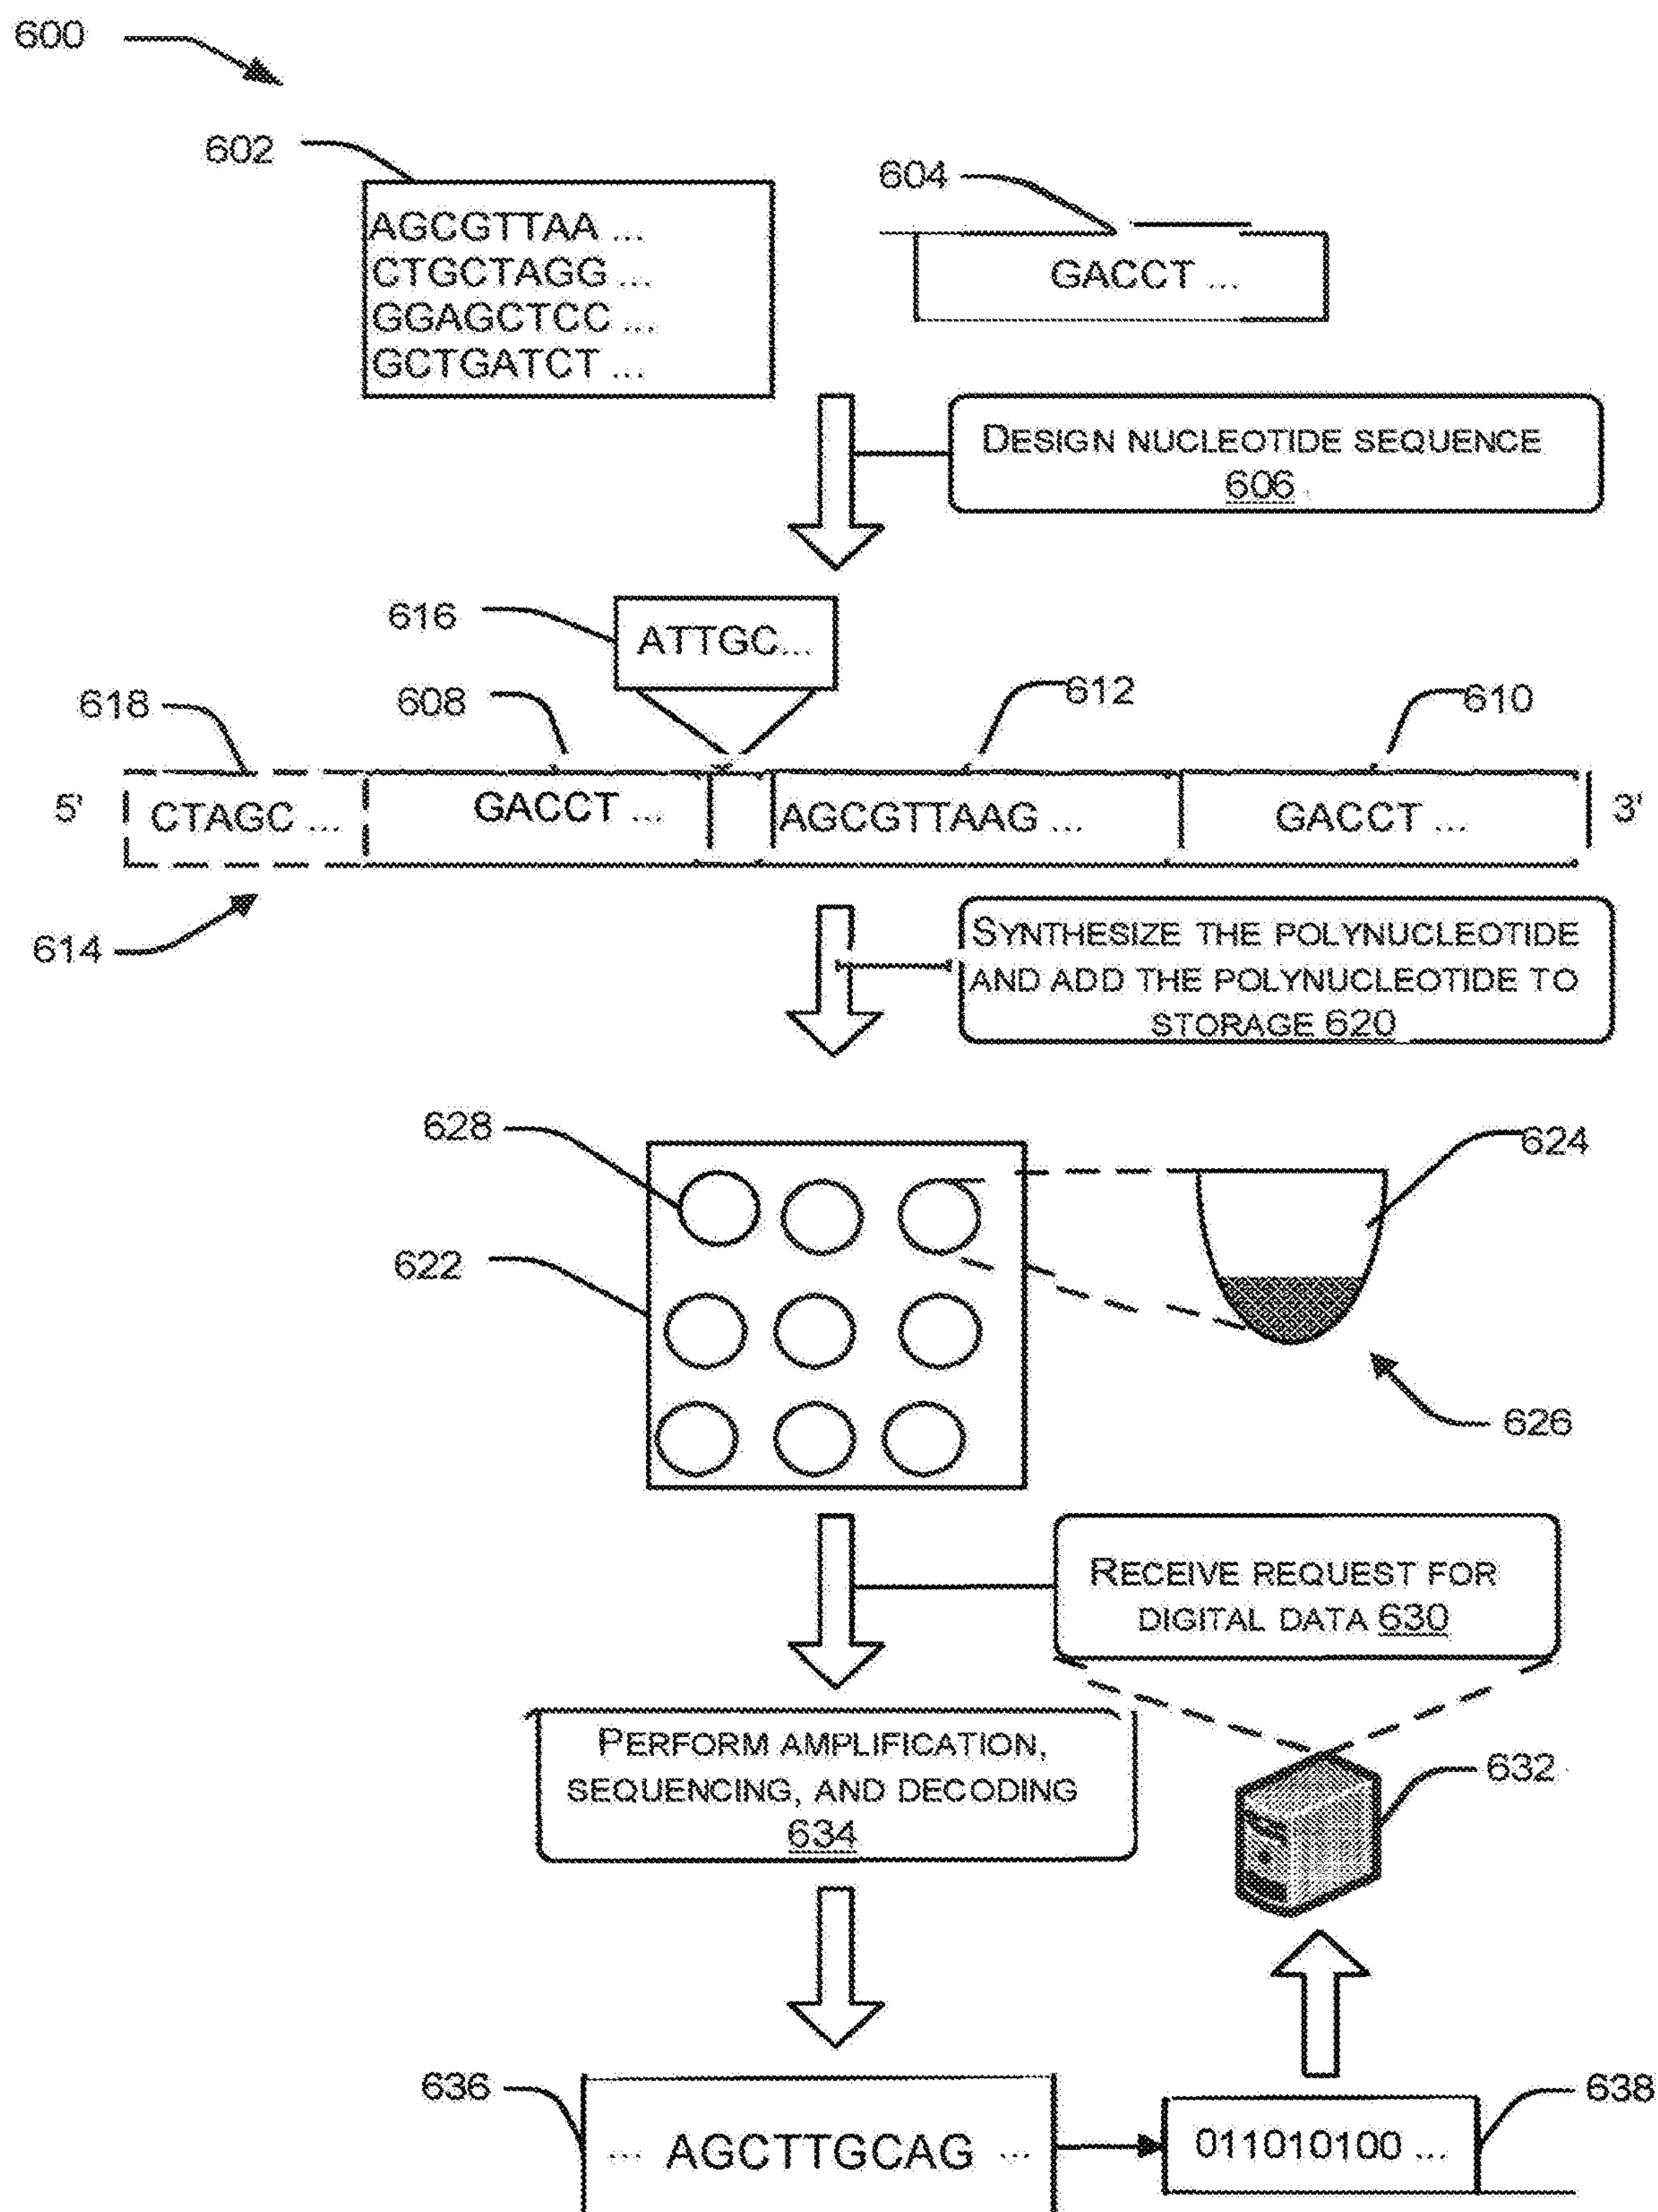 600
602
604
AGCGTTAA ...
CTGCTAGG ...
GGAGCTCC ...
GCTGATCT ...
GACCT ...
DESIGN NUCLEOTIDE SEQUENCE
606
616
ATTGC...
618
608
612
610
5'
CTAGC ...
GACCT ...
AGCGTTAAG ...
GACCT ...
3'
614
SYNTHESIZE THE POLYNUCLEOTIDE
AND ADD THE POLYNUCLEOTIDE TO
STORAGE 620
628
624
622
626
RECEIVE REQUEST FOR
DIGITAL DATA 630
PERFORM AMPLIFICATION,
SEQUENCING, AND DECODING
634
632
636
638
... AGCTTGCAG ...
011010100 ...